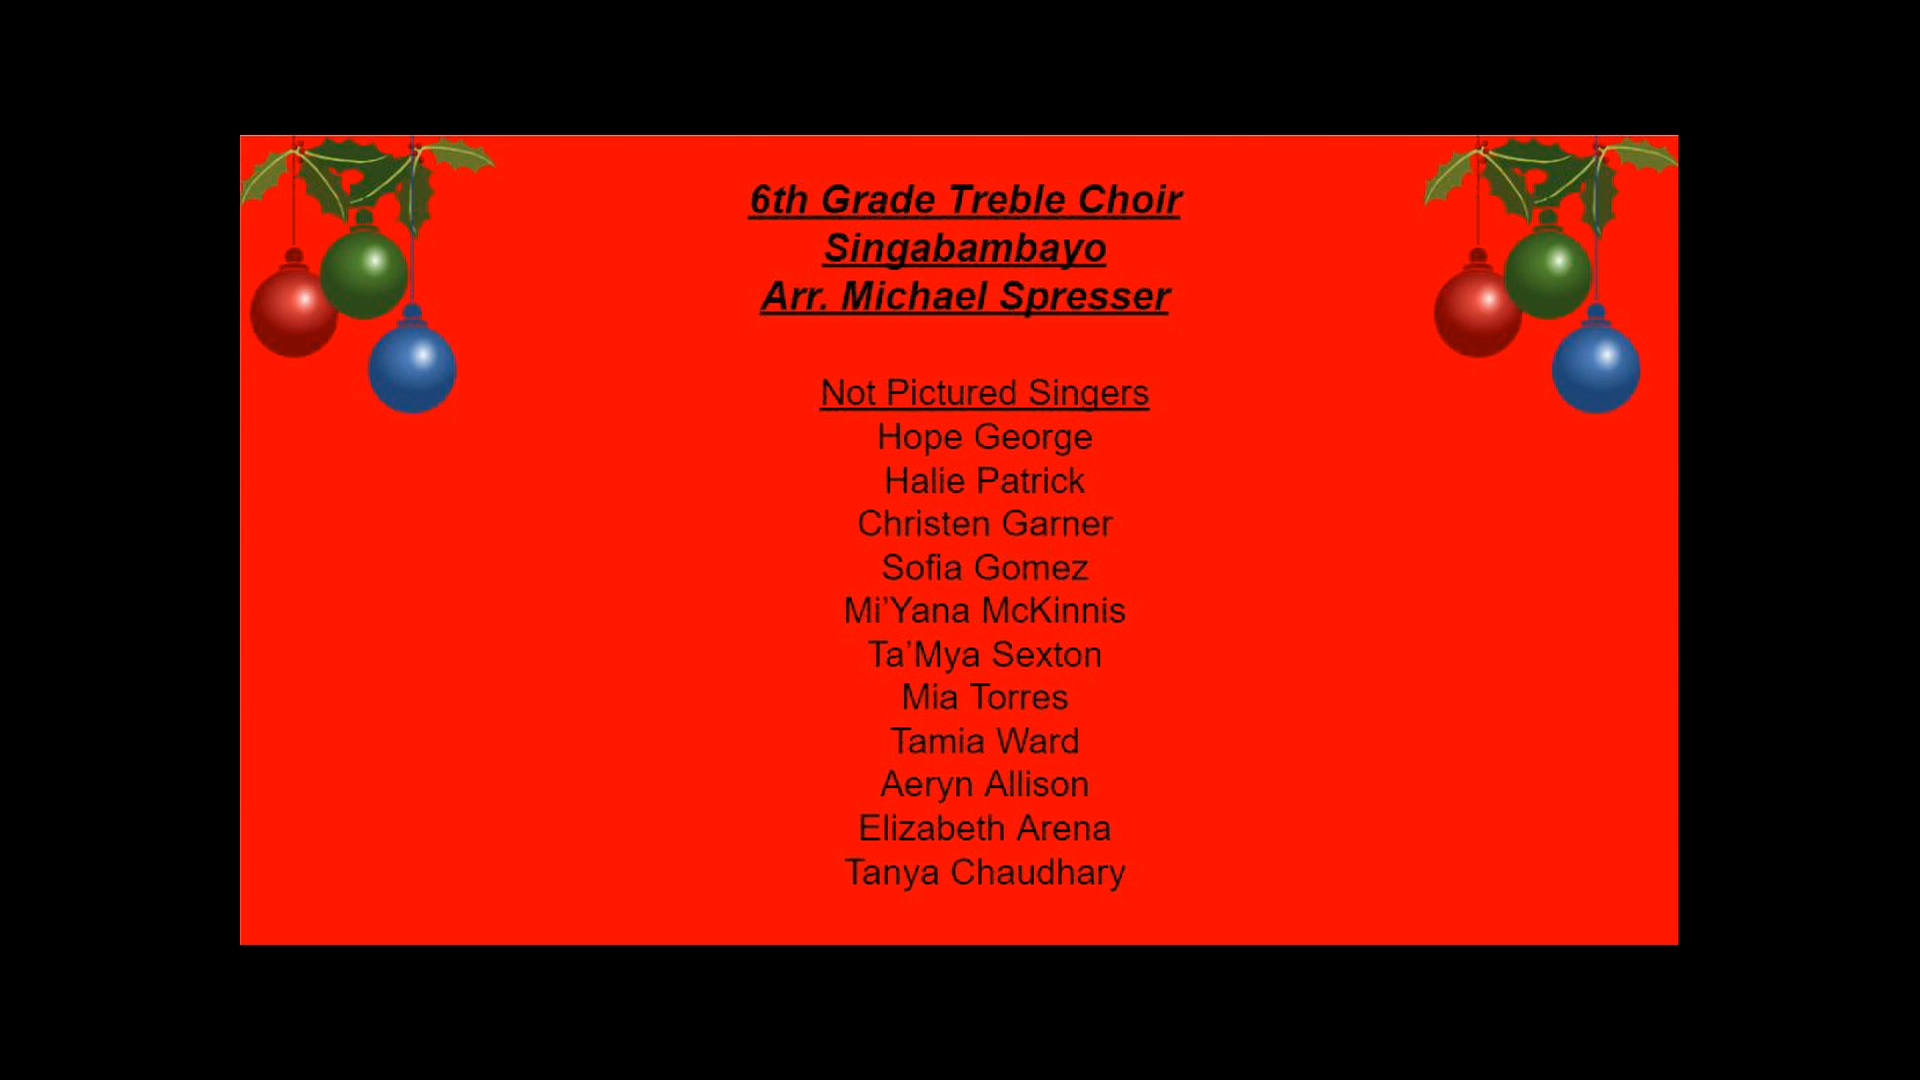 6th Grade Treble Choir
Singabambayo
Arr. Michael Spresser
Not Pictured Singers
Hope George
Halie Patrick
Christen Garner
Sofia Gomez
Mi’Yana McKinnis
Ta’Mya Sexton
Mia Torres
Tamia Ward
Aeryn Allison
Elizabeth Arena
Tanya Chaudhary